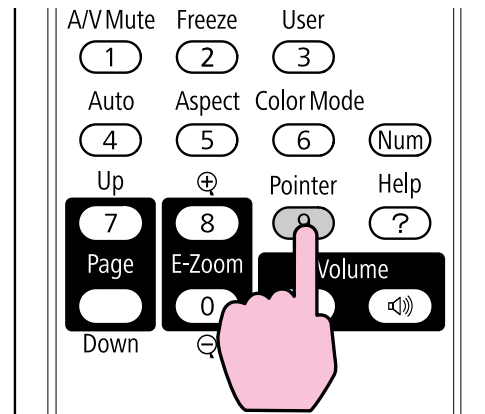 A/V Mute Freeze User
1 2 3
Auto Aspect Color Mode
4 5 6 Num
Up Pointer Help
7 8 9 ?
Page E-Zoom Volume
0
Down